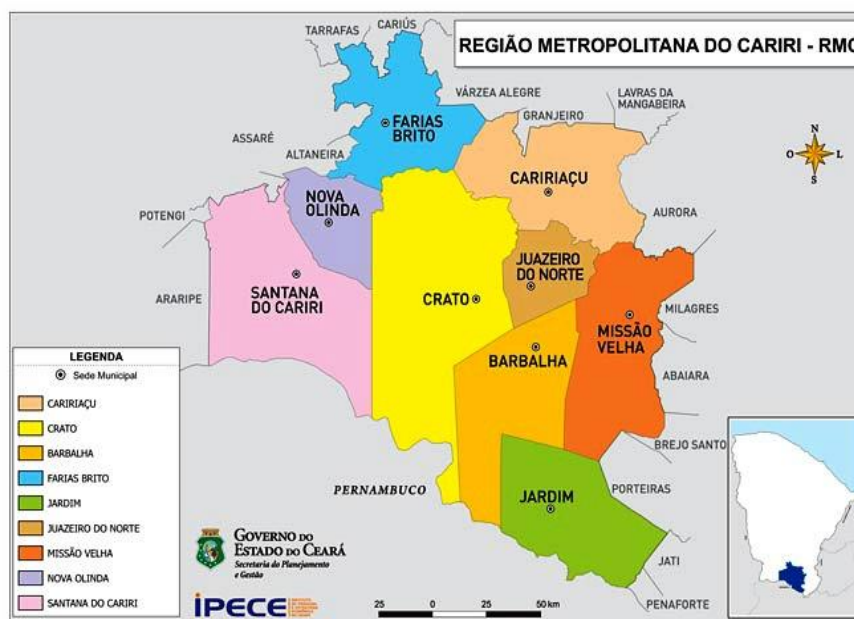 REGIÃO METROPOLITANA DO CARIRI - RMC
TARRAFAS
CARIÚS
VÁRZEA ALEGRE
GRANJEIRO
LAVRAS DA
MANGABEIRA
FARIAS
BRITO
ASSARÉ
ALTANEIRA
N
O
L
S
CARIRIAÇU
NOVA
OLINDA
POTENGI
AURORA
JUAZEIRO
DO NORTE
SANTANA
DO CARIRI
ARARIPE
CRATO
MILAGRES
MISSÃO
VELHA
BARBALHA
ABAIARA
BREJO SANTO
PERNAMBUCO
PORTEIRAS
JARDIM
JATI
PENAFORTE
LEGENDA
Sede Municipal
CARIRIAÇU
CRATO
BARBALHA
FARIAS BRITO
JARDIM
JUAZEIRO DO NORTE
MISSÃO VELHA
NOVA OLINDA
SANTANA DO CARIRI
GOVERNO DO
ESTADO DO CEARÁ
Secretaria do Planejamento
e Gestão
IPECE
25 0 25 50 km